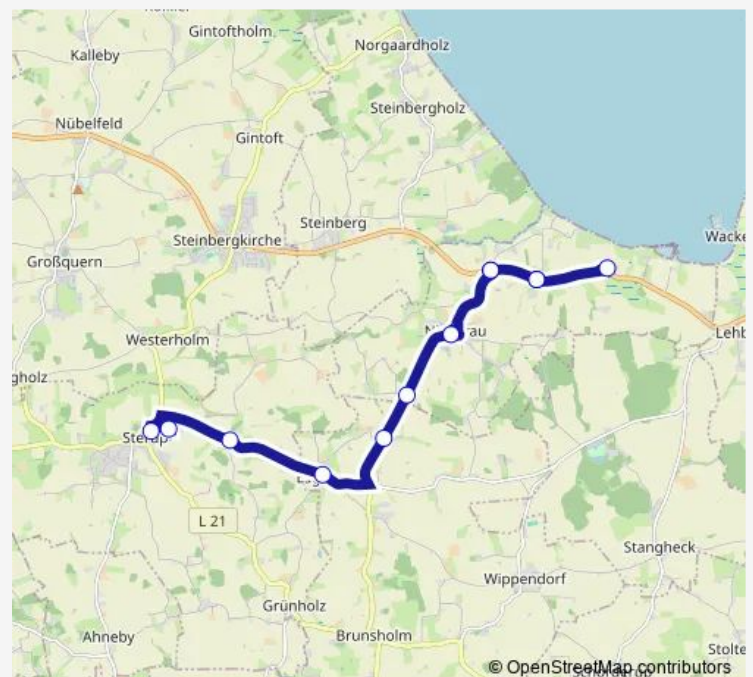 Gintoftholm
Norgaardholz
Kalleby
Steinbergholz
Nübelfeld
Gintoft
Steinberg
Steinbergkirche
Wacke
Großquern
Westerholm
Lehb
gholz
L 21
Stangheck
Wippendorf
Grünholz
Ahneby
Brunsholm
Stolte
© OpenStreetMap contributors